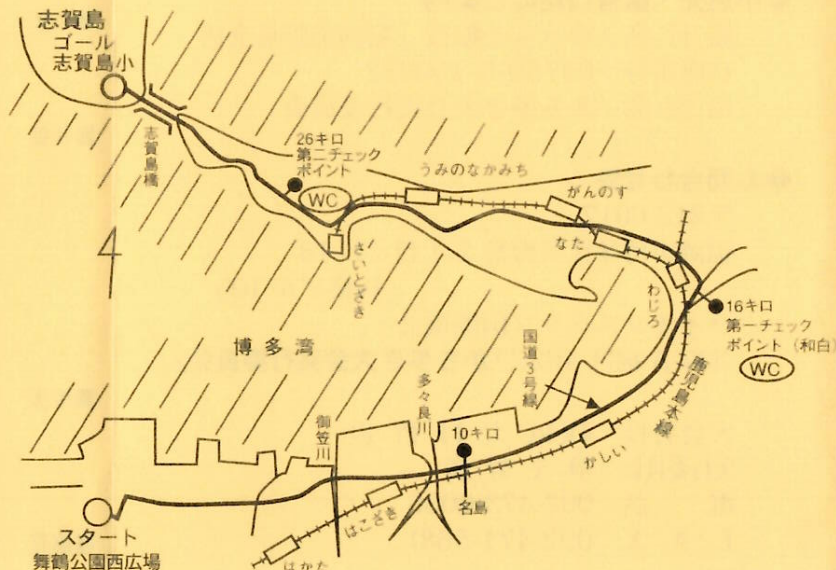 志賀島
ゴール
志賀島小
志賀島橋
26キロ
第二チェック
ポイント
WC
うみのなかみち
がんのす
なた
さいとざき
わじろ
16キロ
第一チェック
ポイント（和白）
WC
博多湾
国道3号線
鹿児島本線
多々良川
御笠川
10キロ
名島
かしい
はこざき
はかた
スタート
舞鶴公園西広場